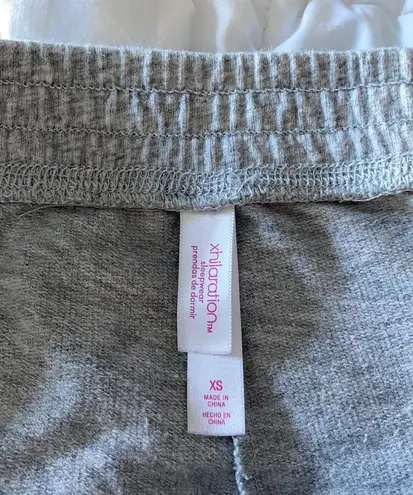 xhilaration™
sleepwear
prendas de dormir
XS
MADE IN
CHINA
HECHO EN
CHINA